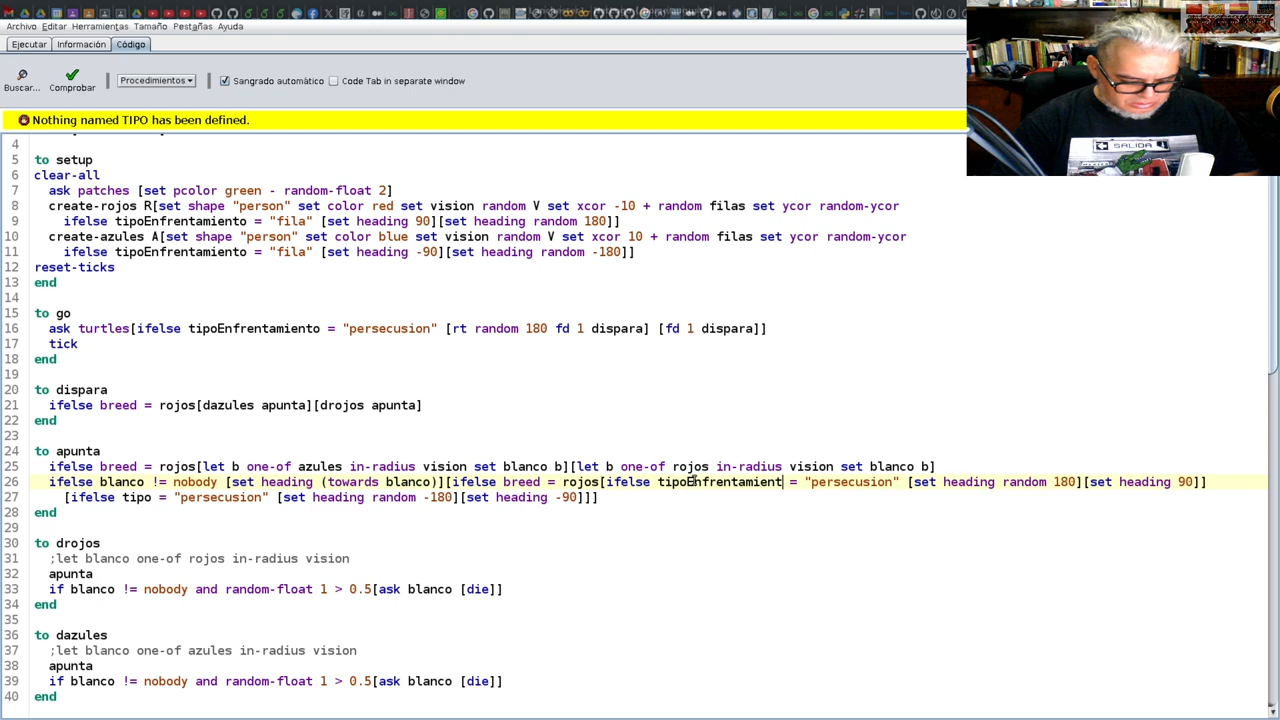 Archivo Editar Herramientas Tamaño Pestañas Ayuda
Ejecutar Información Código
Buscar... Comprobar Procedimientos Sangrado automático Code Tab in separate window
Nothing named TIPO has been defined.
SALIDA
4
5 to setup
6 clear-all
7 ask patches [set pcolor green - random-float 2]
8 create-rojos R[set shape "person" set color red set vision random V set xcor -10 + random filas set ycor random-ycor
9 ifelse tipoEnfrentamiento = "fila" [set heading 90][set heading random 180]]
10 create-azules A[set shape "person" set color blue set vision random V set xcor 10 + random filas set ycor random-ycor
11 ifelse tipoEnfrentamiento = "fila" [set heading -90][set heading random -180]]
12 reset-ticks
13 end
14
15 to go
16 ask turtles[ifelse tipoEnfrentamiento = "persecusion" [rt random 180 fd 1 dispara] [fd 1 dispara]]
17 tick
18 end
19
20 to dispara
21 ifelse breed = rojos[dazules apunta][drojos apunta]
22 end
23
24 to apunta
25 ifelse breed = rojos[let b one-of azules in-radius vision set blanco b][let b one-of rojos in-radius vision set blanco b]
26 ifelse blanco != nobody [set heading (towards blanco)][ifelse breed = rojos[ifelse tipoEnfrentamient = "persecusion" [set heading random 180][set heading 90]]
27 [ifelse tipo = "persecusion" [set heading random -180][set heading -90]]]
28 end
29
30 to drojos
31 ;let blanco one-of rojos in-radius vision
32 apunta
33 if blanco != nobody and random-float 1 > 0.5[ask blanco [die]]
34 end
35
36 to dazules
37 ;let blanco one-of azules in-radius vision
38 apunta
39 if blanco != nobody and random-float 1 > 0.5[ask blanco [die]]
40 end